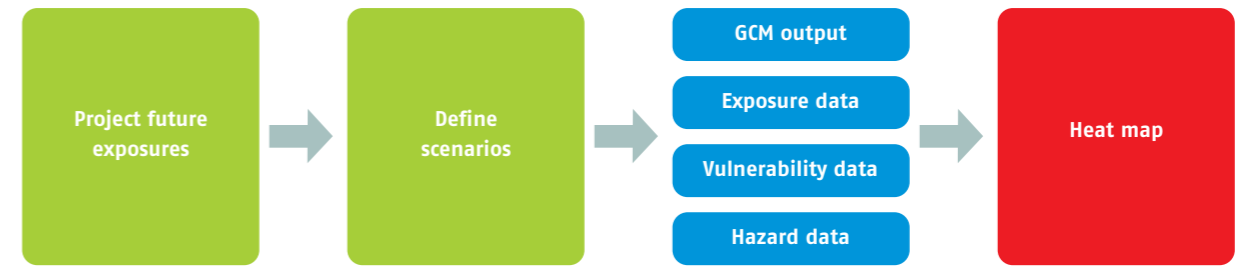 Project future
exposures
Define
scenarios
GCM output
Exposure data
Vulnerability data
Hazard data
Heat map